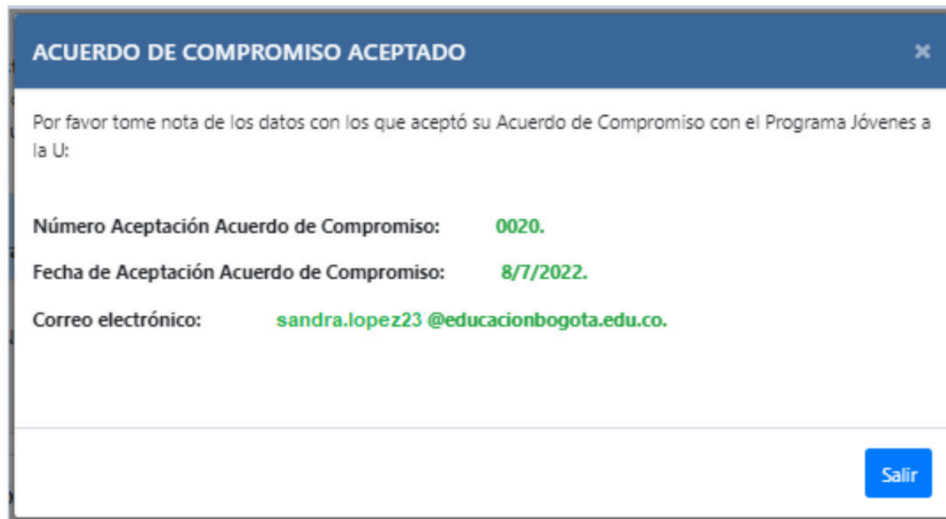 ACUERDO DE COMPROMISO ACEPTADO ×
Por favor tome nota de los datos con los que aceptó su Acuerdo de Compromiso con el Programa Jóvenes a
la U:
Número Aceptación Acuerdo de Compromiso: 0020.
Fecha de Aceptación Acuerdo de Compromiso: 8/7/2022.
Correo electrónico: sandra.lopez23 @educacionbogota.edu.co.
Salir